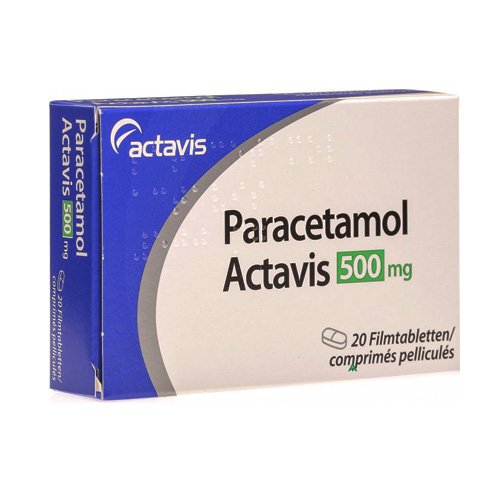 actavis
Paracetamol
Actavis 500 mg
20 Filmtabletten/
comprimés pelliculés
Paracetamol
Actavis 500 mg
20 Filmtabletten/
comprimés pelliculés